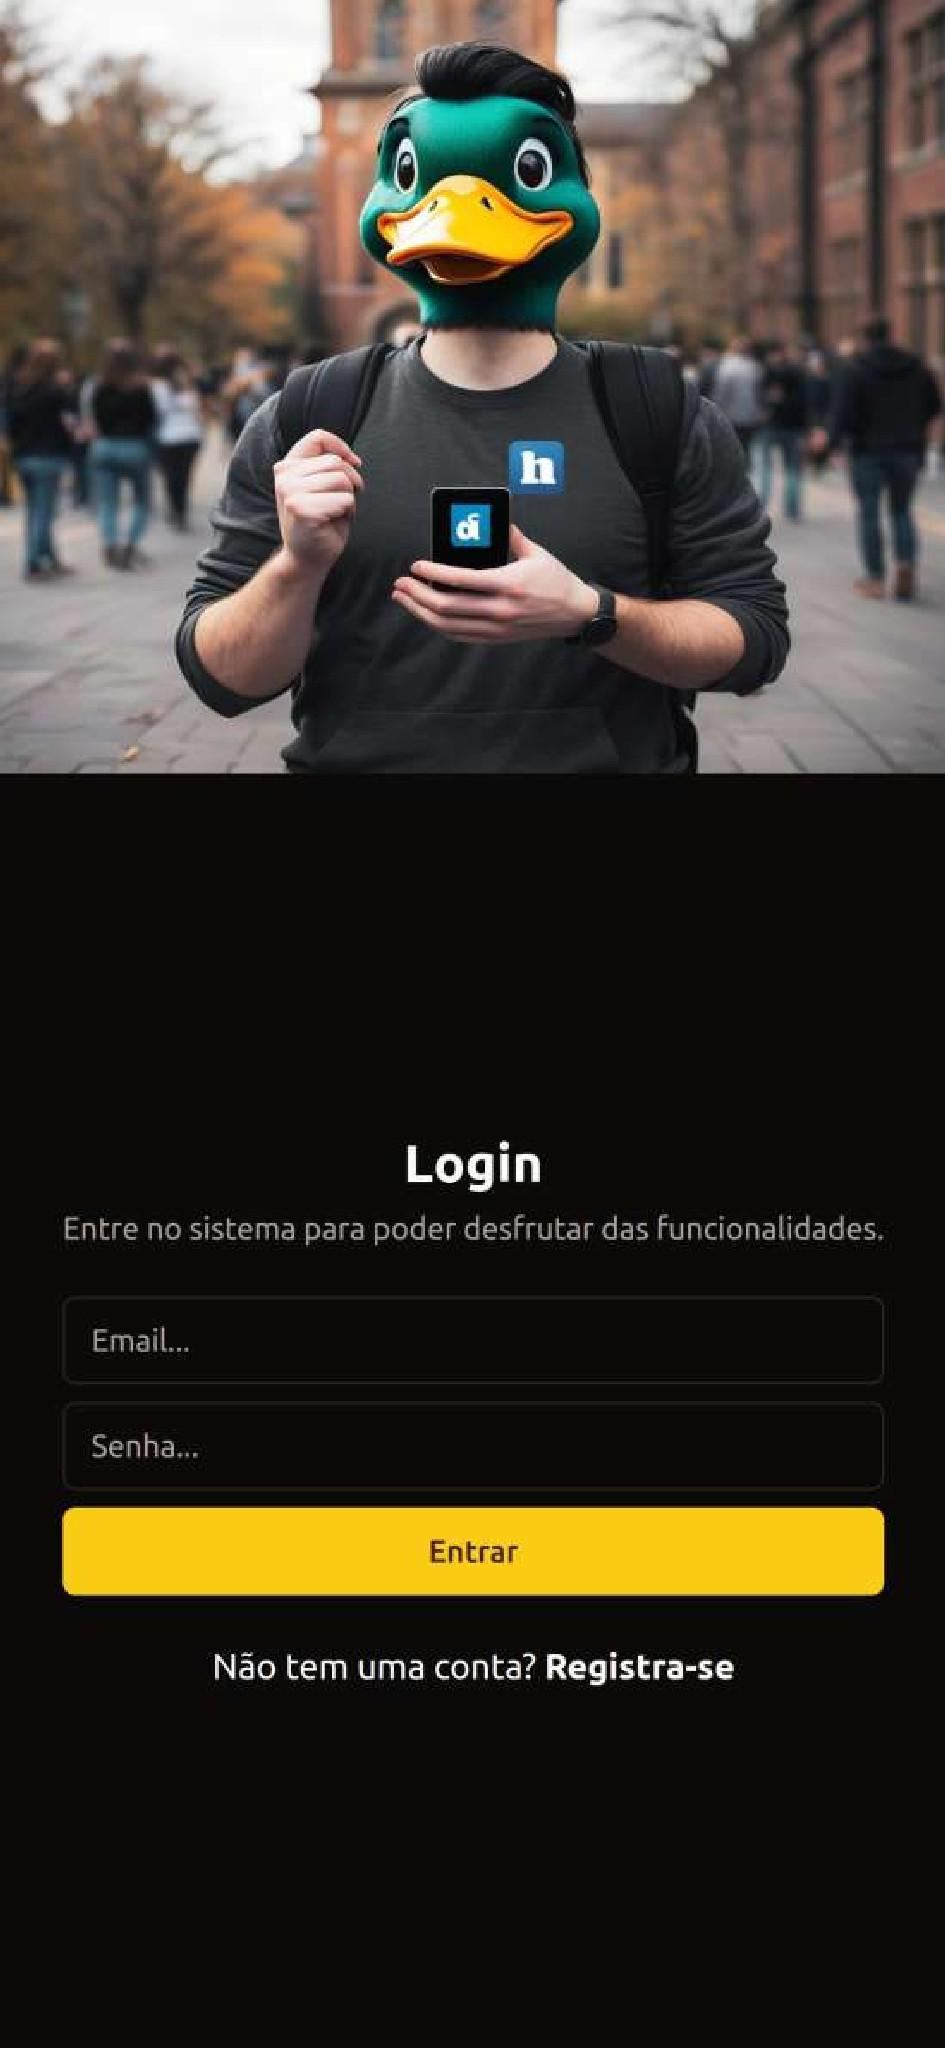 h
Login
Entre no sistema para poder desfrutar das funcionalidades.
Email...
Senha...
Entrar
Não tem uma conta? Registra-se